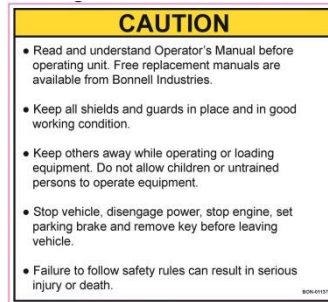 CAUTION
● Read and understand Operator's Manual before
operating unit. Free replacement manuals are
available from Bonnell Industries.
● Keep all shields and guards in place and in good
working condition.
● Keep others away while operating or loading
equipment. Do not allow children or untrained
persons to operate equipment.
● Stop vehicle, disengage power, stop engine, set
parking brake and remove key before leaving
vehicle.
● Failure to follow safety rules can result in serious
injury or death.